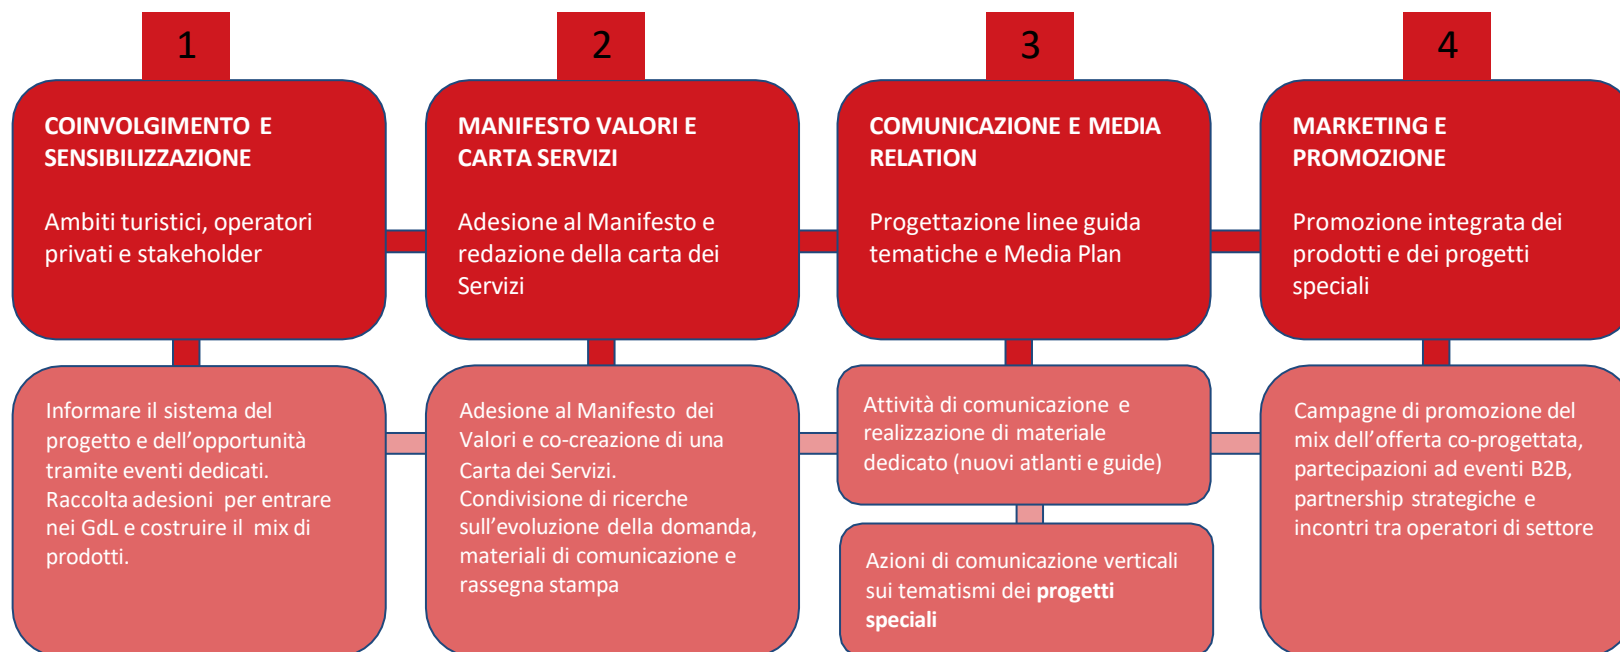 1
COINVOLGIMENTO E
SENSIBILIZZAZIONE
Ambiti turistici, operatori
privati e stakeholder
Informare il sistema del
progetto e dell'opportunità
tramite eventi dedicati.
Raccolta adesioni per entrare
nei GdL e costruire il mix di
prodotti.
2
MANIFESTO VALORI E
CARTA SERVIZI
Adesione al Manifesto e
redazione della carta dei
Servizi
Adesione al Manifesto dei
Valori e co-creazione di una
Carta dei Servizi.
Condivisione di ricerche
sull'evoluzione della domanda,
materiali di comunicazione e
rassegna stampa
3
COMUNICAZIONE E MEDIA
RELATION
Progettazione linee guida
tematiche e Media Plan
Attività di comunicazione e
realizzazione di materiale
dedicato (nuovi atlanti e guide)
Azioni di comunicazione verticali
sui tematismi dei progetti
speciali
4
MARKETING E
PROMOZIONE
Promozione integrata dei
prodotti e dei progetti
speciali
Campagne di promozione del
mix dell'offerta co-progettata,
partecipazioni ad eventi B2B,
partnership strategiche e
incontri tra operatori di settore